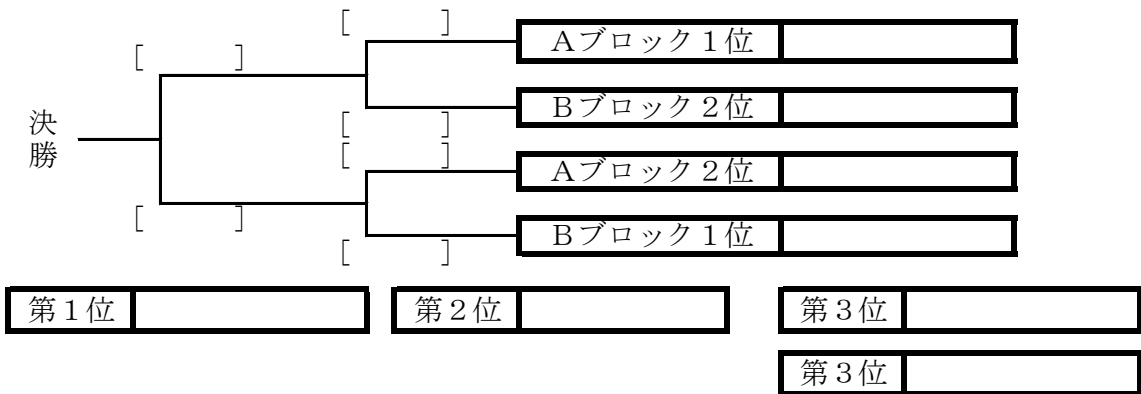 [ ]
Aブロック1位
[ ]
Bブロック2位
決勝
[ ]
[ ]
Aブロック2位
[ ]
Bブロック1位
[ ]
第1位
第2位
第3位
第3位